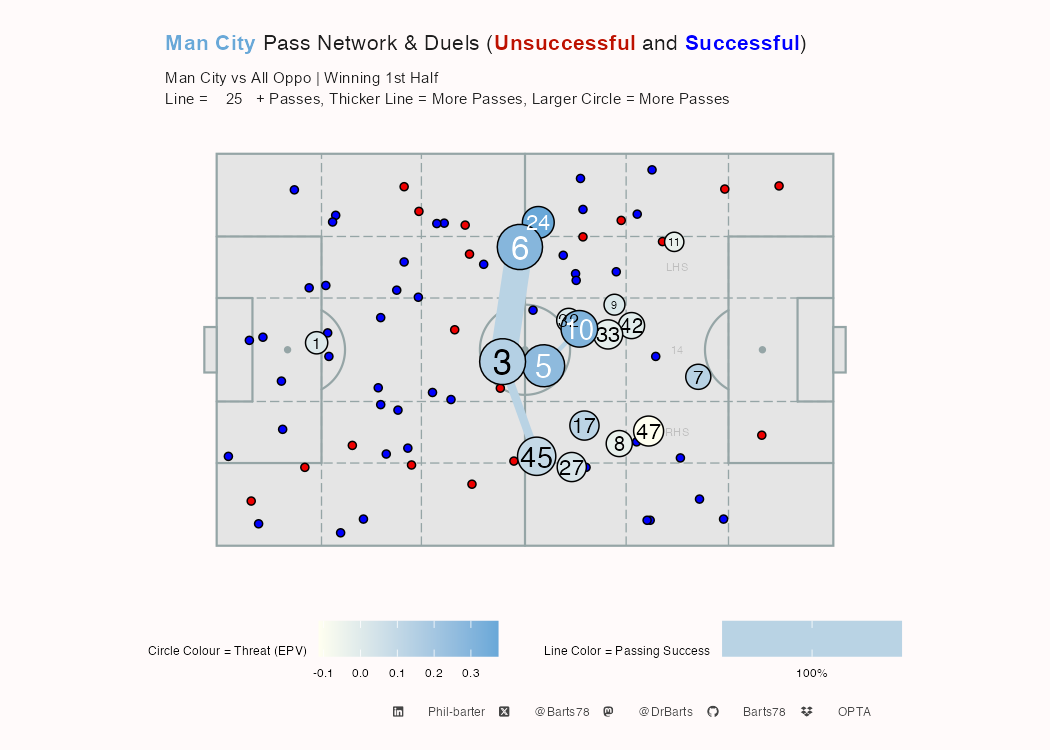 Man City Pass Network & Duels (Unsuccessful and Successful)
Man City vs All Oppo | Winning 1st Half
Line = 25 + Passes, Thicker Line = More Passes, Larger Circle = More Passes
24
6
11
LHS
9
32
10
33
42
1
3
5
14
7
17
47
RHS
8
45
27
Circle Colour = Threat (EPV)
-0.1 0.0 0.1 0.2 0.3
Line Color = Passing Success
100%
Phil-barter @Barts78 @DrBarts Barts78 OPTA